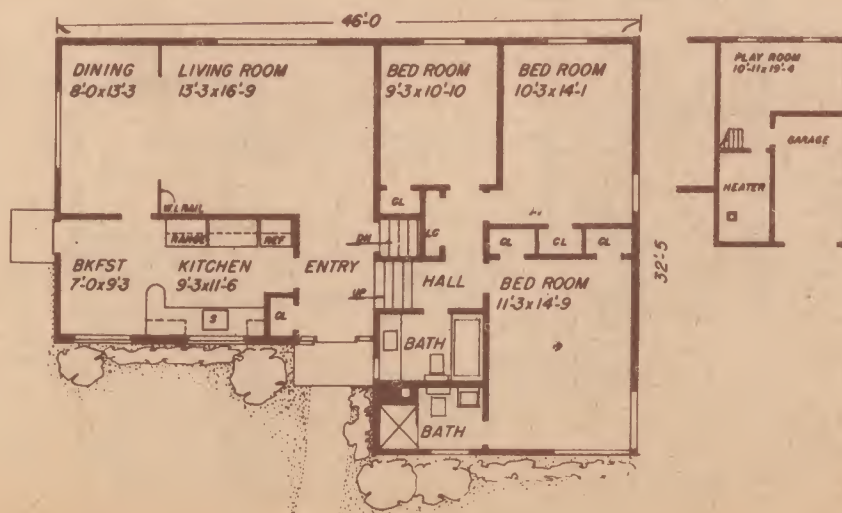 46'-0
DINING
8'-0x13'-3
LIVING ROOM
13'-3x16'-9
BED ROOM
9'-3x10'-10
BED ROOM
10'-3x14'-1
CL
W.I. RAIL
RANGE
REF
DN
LC
CL
CL
CL
BKFST
7'-0x9'-3
KITCHEN
9'-3x11'-6
ENTRY
HALL
BED ROOM
11'-3x14'-9
UP
S
CL
BATH
BATH
32'-5
PLAY ROOM
10'-11x19'-4
GARAGE
HEATER